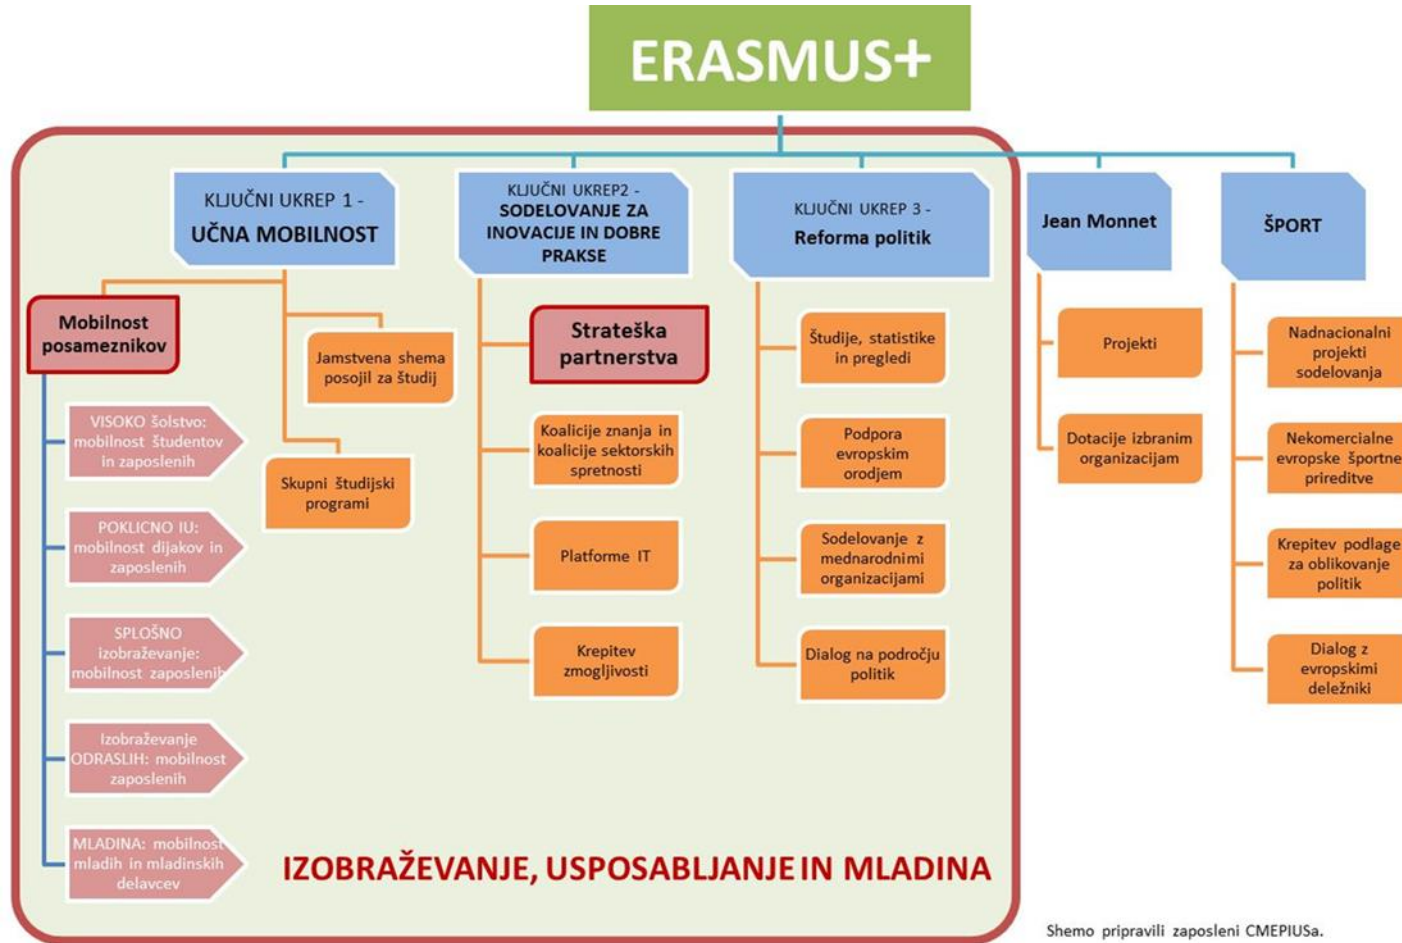 ERASMUS+
KLJUČNI UKREP 1 -
UČNA MOBILNOST
KLJUČNI UKREP2 -
SODELOVANJE ZA
INOVACIJE IN DOBRE
PRAKSE
KLJUČNI UKREP 3 -
Reforma politik
Jean Monnet
ŠPORT
Mobilnost
posameznikov
Jamstvena shema
posojil za študij
Skupni študijski
programi
VISOKO šolstvo:
mobilnost študentov
in zaposlenih
POKLICNO IU:
mobilnost dijakov in
zaposlenih
SPLOŠNO
izobraževanje:
mobilnost zaposlenih
Izobraževanje
ODRASLIH: mobilnost
zaposlenih
MLADINA: mobilnost
mladih in mladinskih
delavcev
Strateška
partnerstva
Koalicije znanja in
koalicije sektorskih
spretnosti
Platforme IT
Krepitev
zmogljivosti
Študije, statistike
in pregledi
Podpora
evropskim
orodjem
Sodelovanje z
mednarodnimi
organizacijami
Dialog na področju
politik
Projekti
Dotacije izbranim
organizacijam
Nadnacionalni
projekti
sodelovanja
Nekomercialne
evropske športne
prireditve
Krepitev podlage
za oblikovanje
politik
Dialog z
evropskimi
deležniki
IZOBRAŽEVANJE, USPOSABLJANJE IN MLADINA
Shemo pripravili zaposleni CMEPIUSa.